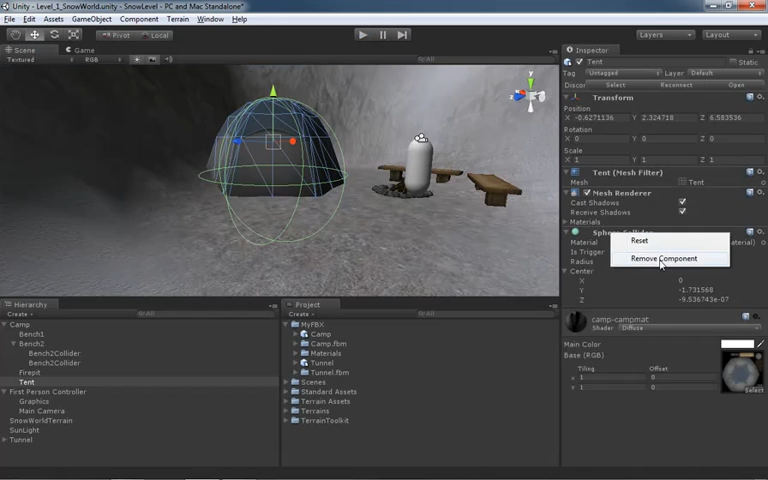 Unity - Level_1_SnowWorld.unity - SnowLevel - PC and Mac Standalone*
File Edit Assets GameObject Component Terrain Window Help
Pivot Local Layers Layout
Scene Game
Textured RGB All
y
Inspector
Tent Static
Tag Untagged Layer Default
Select Reconnect Open
Transform
Position
X -0.6271136 Y 2.324718 Z 6.583536
Rotation
X 0 Y 0 Z 0
Scale
X 1 Y 1 Z 1
Tent (Mesh Filter)
Mesh Tent
Mesh Renderer
Cast Shadows
Receive Shadows
Materials
Material
Is Trigger
Radius
Center
X 0
Y -1.731568
Z -9.536743e-07
Reset
Remove Component
camp-campmat
Shader Diffuse
Main Color
Base (RGB)
Tiling Offset
x 1 0
y 1 0
Select
Hierarchy
Create All
Camp
Bench1
Bench2
Bench2Collider
Bench2Collider
Firepit
Tent
First Person Controller
Graphics
Main Camera
SnowWorldTerrain
SunLight
Tunnel
Project
Create All
MyFBX
Camp
Camp.fbm
Materials
Tunnel
Tunnel.fbm
Scenes
Standard Assets
Terrain Assets
Terrains
TerrainToolkit